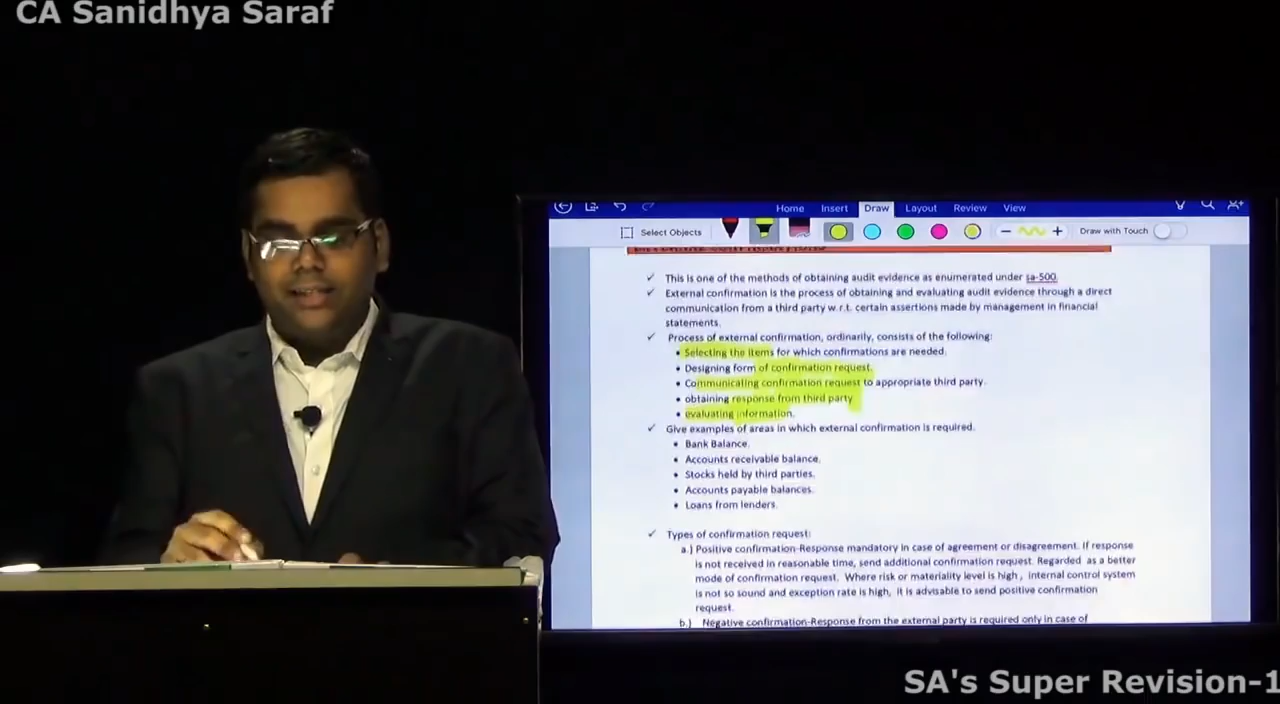 CA Sanidhya Saraf
Home Insert Draw Layout Review View
Select Objects
Draw with Touch
✓ This is one of the methods of obtaining audit evidence as enumerated under sa-500.
✓ External confirmation is the process of obtaining and evaluating audit evidence through a direct
communication from a third party w.r.t. certain assertions made by management in financial
statements.
✓ Process of external confirmation, ordinarily, consists of the following:
• Selecting the items for which confirmations are needed.
• Designing form of confirmation request.
• Communicating confirmation request to appropriate third party.
• obtaining response from third party
• evaluating information.
✓ Give examples of areas in which external confirmation is required.
• Bank Balance.
• Accounts receivable balance.
• Stocks held by third parties.
• Accounts payable balances.
• Loans from lenders.
✓ Types of confirmation request:
a.) Positive confirmation-Response mandatory in case of agreement or disagreement. If response
is not received in reasonable time, send additional confirmation request. Regarded as a better
mode of confirmation request. Where risk or materiality level is high, internal control system
is not so sound and exception rate is high, it is advisable to send positive confirmation
request.
b.) Negative confirmation-Response from the external party is required only in case of
SA's Super Revision-1